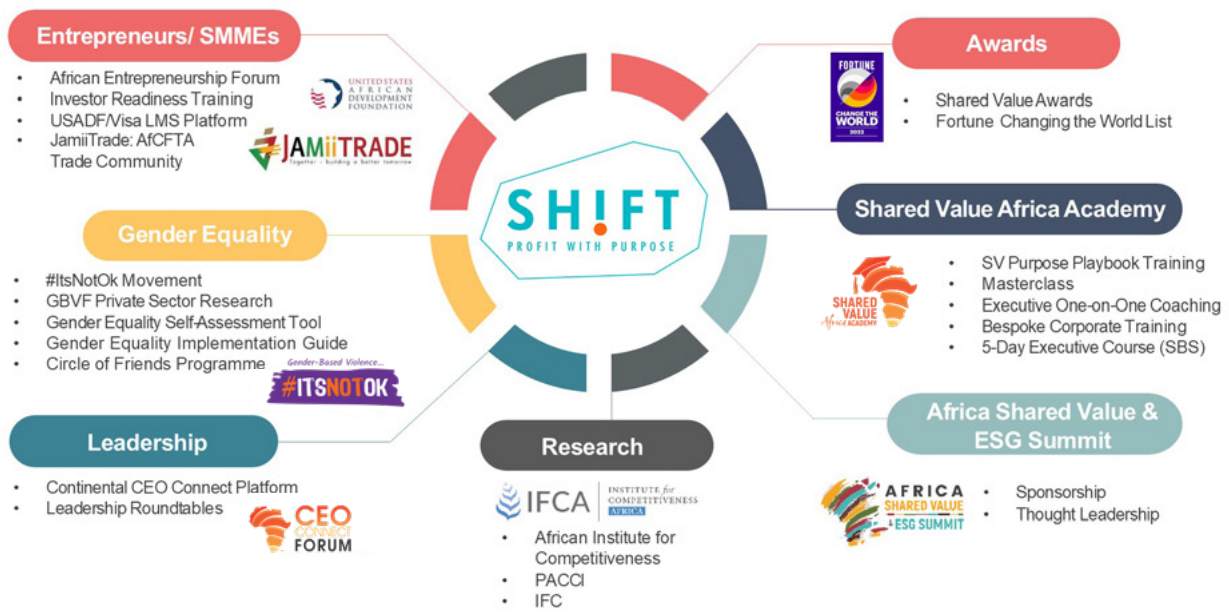 Entrepreneurs/ SMMEs
• African Entrepreneurship Forum
• Investor Readiness Training
• USADF/Visa LMS Platform
• JamiiTrade: AfCFTA
Trade Community
UNITED STATES
AFRICAN
DEVELOPMENT
FOUNDATION
JAMIITRADE
Together - building a better tomorrow
Gender Equality
• #ItsNotOk Movement
• GBVF Private Sector Research
• Gender Equality Self-Assessment Tool
• Gender Equality Implementation Guide
• Circle of Friends Programme
Gender-Based Violence...
#ITSNOTOK
Leadership
• Continental CEO Connect Platform
• Leadership Roundtables
CEO
CONNECT
FORUM
SH!FT
PROFIT WITH PURPOSE
Research
IFCA
INSTITUTE for
COMPETITIVENESS
AFRICA
• African Institute for
Competitiveness
• PACCI
• IFC
Awards
FORTUNE
CHANGE THE
WORLD
2022
• Shared Value Awards
• Fortune Changing the World List
Shared Value Africa Academy
SHARED
VALUE
Africa ACADEMY
• SV Purpose Playbook Training
• Masterclass
• Executive One-on-One Coaching
• Bespoke Corporate Training
• 5-Day Executive Course (SBS)
Africa Shared Value &
ESG Summit
AFRICA
SHARED VALUE
& ESG SUMMIT
• Sponsorship
• Thought Leadership